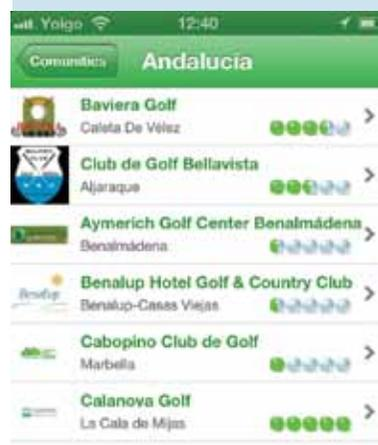 Yoigo 12:40
Comunities Andalucía
Baviera Golf
Caleta De Vélez
Club de Golf Bellavista
Aljaraque
Aymerich Golf Center Benalmádena
Benalmádena
Benalup Hotel Golf & Country Club
Benalup
Benalup-Casas Viejas
Cabopino Club de Golf
Marbella
Calanova Golf
La Cala de Mijas